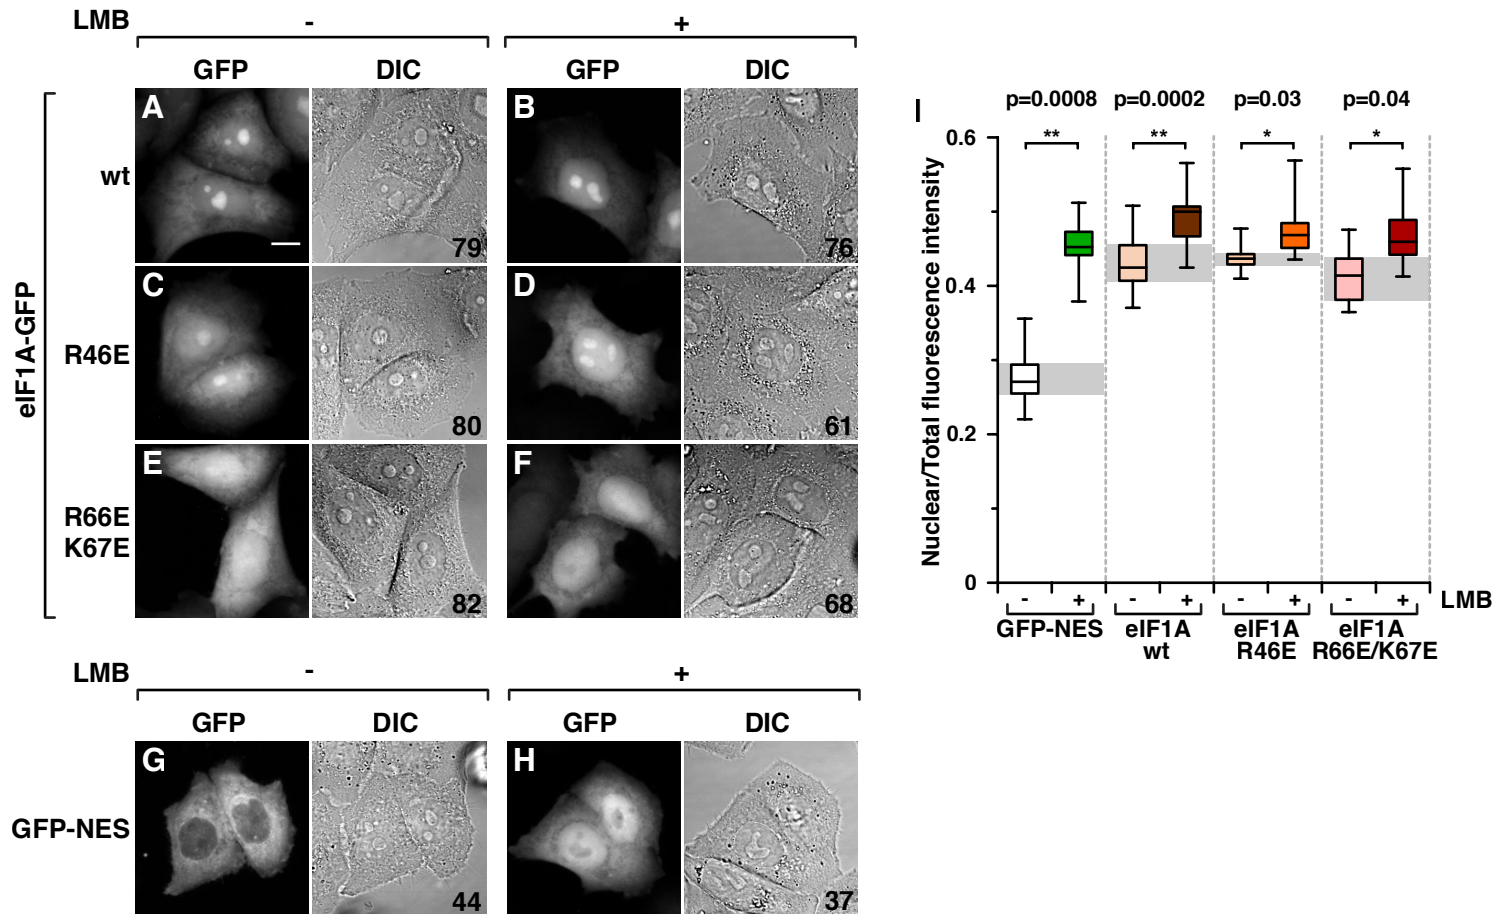 LMB - +
GFP DIC GFP DIC
eIF1A-GFP
wt
A
79
B
76
R46E
C
80
D
61
R66E
K67E
E
82
F
68
LMB - +
GFP DIC GFP DIC
GFP-NES
G
44
H
37
I
p=0.0008 p=0.0002 p=0.03 p=0.04
** ** * *
Nuclear/Total fluorescence intensity
0.6
0.4
0.2
0
- + - + - + - + LMB
GFP-NES eIF1A eIF1A eIF1A
wt R46E R66E/K67E